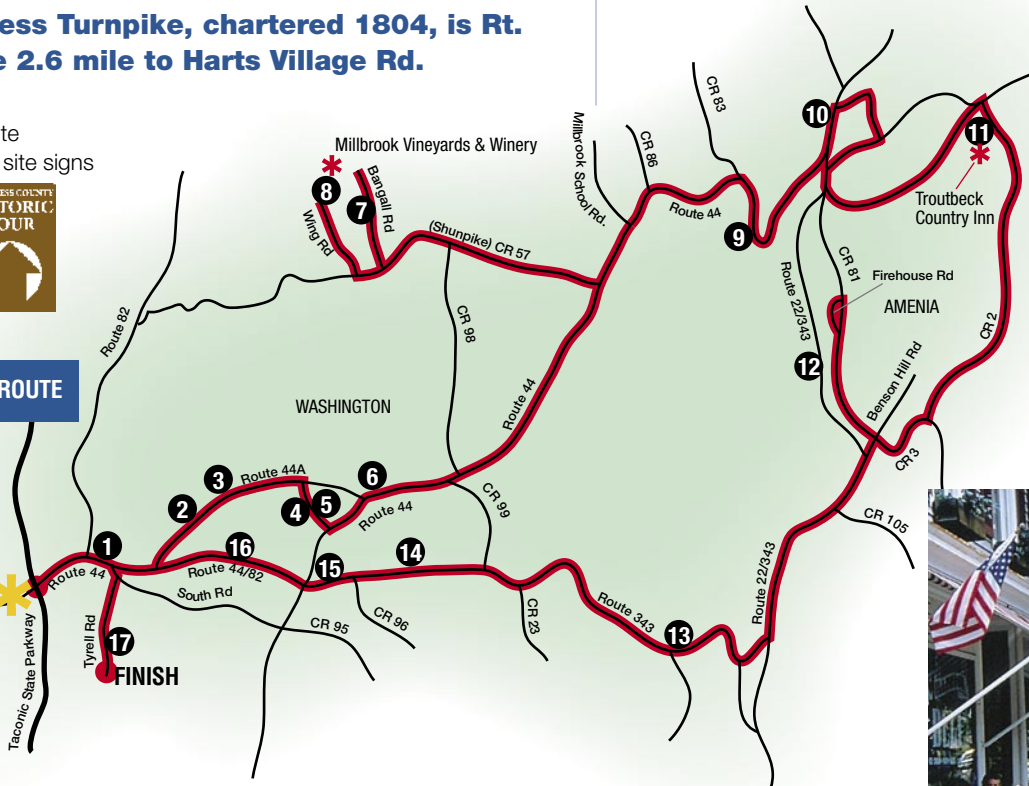 ess Turnpike, chartered 1804, is Rt.
e 2.6 mile to Harts Village Rd.
te
site signs
ESS COUNTY
TORIC
OUR
ROUTE
Millbrook Vineyards & Winery
8
7
Bangall Rd
Wing Rd
(Shunpike) CR 57
Millbrook School Rd.
CR 86
CR 83
Route 44
9
10
11
Troutbeck
Country Inn
Route 22/343
CR 81
Firehouse Rd
AMENIA
CR 2
12
Benson Hill Rd
CR 3
CR 105
Route 82
CR 98
WASHINGTON
Route 44
3
Route 44A
6
2
4
5
Route 44
CR 99
1
16
15
14
Route 44
Route 44/82
South Rd
CR 95
CR 96
CR 23
Route 343
13
Route 22/343
Tyrell Rd
17
FINISH
Taconic State Parkway